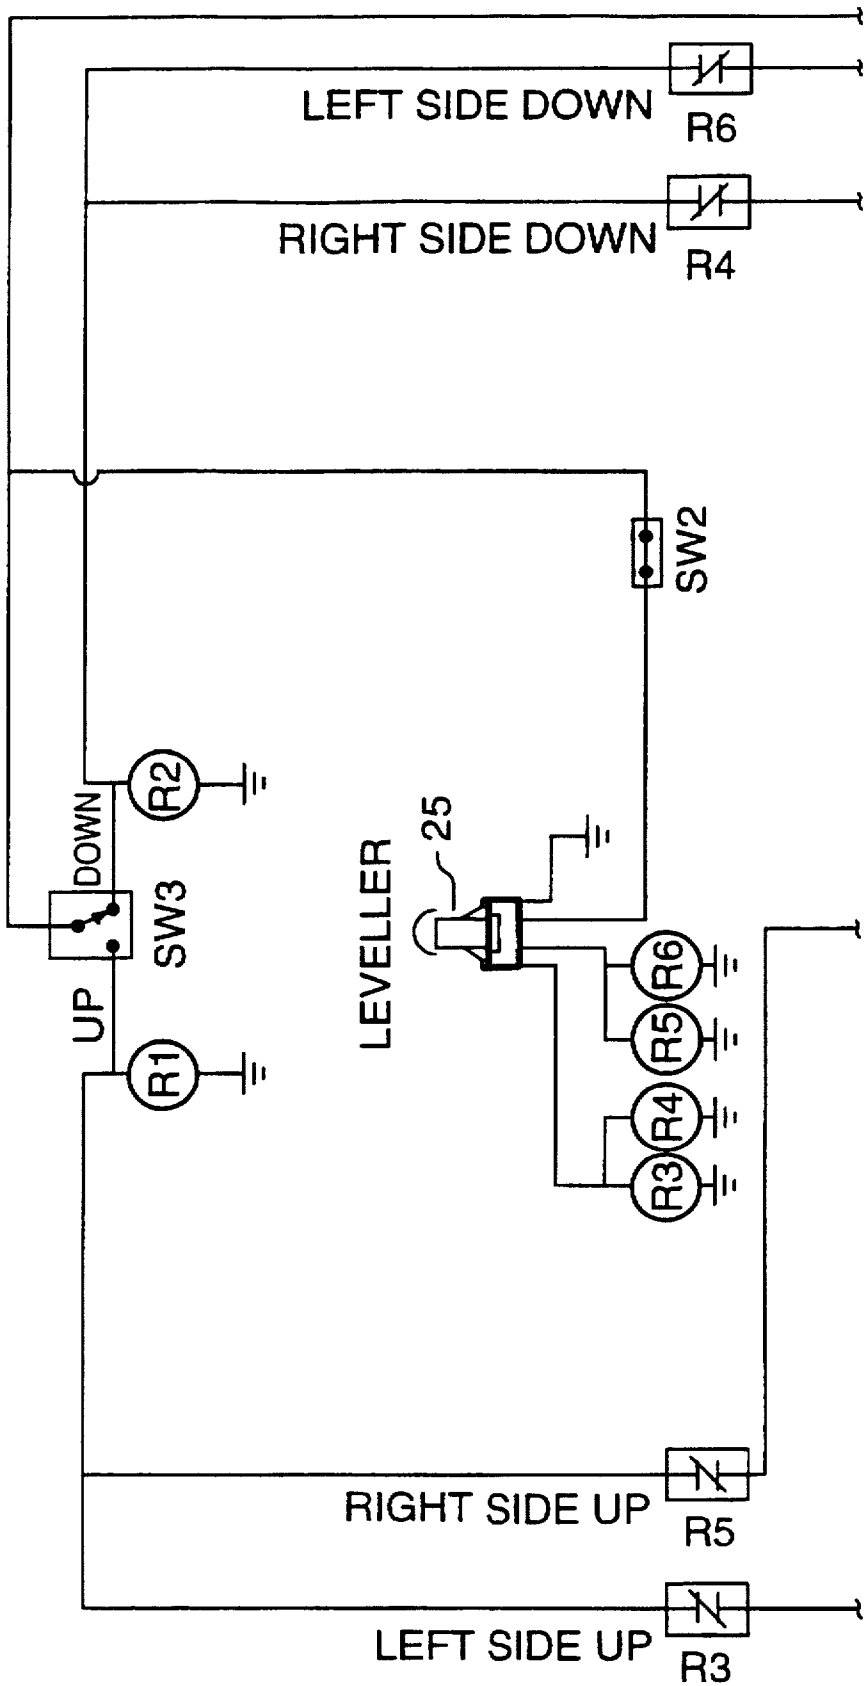 LEFT SIDE DOWN
R6
RIGHT SIDE DOWN
R4
SW2
DOWN
R2
SW3
UP
R1
LEVELLER
25
R6
R5
R4
R3
RIGHT SIDE UP
R5
LEFT SIDE UP
R3